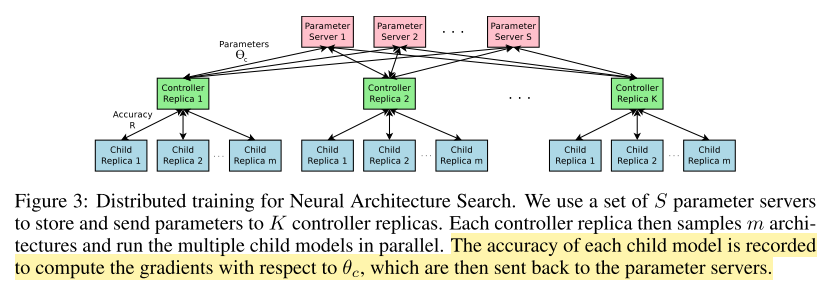 Parameter
Server 1
Parameter
Server 2
. . .
Parameter
Server S
Parameters
Θc
Controller
Replica 1
Controller
Replica 2
. . .
Controller
Replica K
Accuracy
R
Child
Replica 1
Child
Replica 2
...
Child
Replica m
Child
Replica 1
Child
Replica 2
...
Child
Replica m
Child
Replica 1
Child
Replica 2
...
Child
Replica m
Figure 3: Distributed training for Neural Architecture Search. We use a set of S parameter servers
to store and send parameters to K controller replicas. Each controller replica then samples m archi-
tectures and run the multiple child models in parallel. The accuracy of each child model is recorded
to compute the gradients with respect to θc, which are then sent back to the parameter servers.